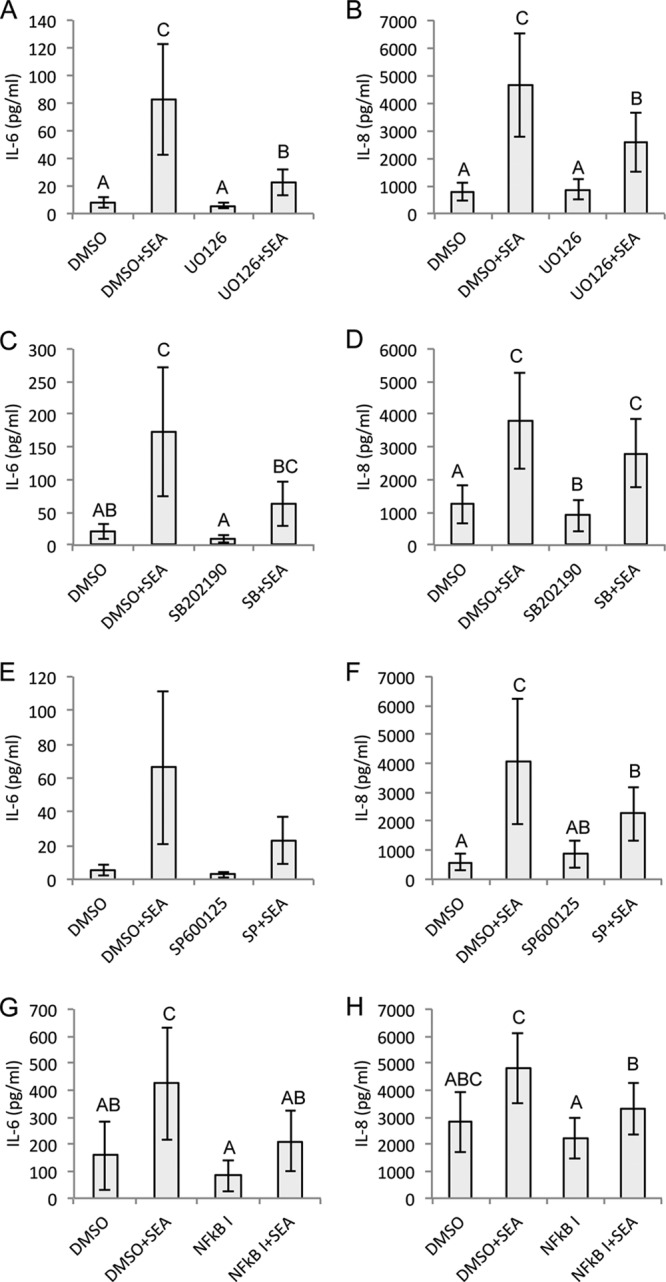 A
IL-6 (pg/ml)
140
120
100
80
60
40
20
0
A
C
A
B
DMSO
DMSO+SEA
UO126
UO126+SEA
B
IL-8 (pg/ml)
7000
6000
5000
4000
3000
2000
1000
0
A
C
A
B
DMSO
DMSO+SEA
UO126
UO126+SEA
C
IL-6 (pg/ml)
300
250
200
150
100
50
0
AB
C
A
BC
DMSO
DMSO+SEA
SB202190
SB+SEA
D
IL-8 (pg/ml)
6000
5000
4000
3000
2000
1000
0
A
C
B
C
DMSO
DMSO+SEA
SB202190
SB+SEA
E
IL-6 (pg/ml)
120
100
80
60
40
20
0
DMSO
DMSO+SEA
SP600125
SP+SEA
F
IL-8 (pg/ml)
7000
6000
5000
4000
3000
2000
1000
0
A
C
AB
B
DMSO
DMSO+SEA
SP600125
SP+SEA
G
IL-6 (pg/ml)
700
600
500
400
300
200
100
0
AB
C
A
AB
DMSO
DMSO+SEA
NFkB I
NFkB I+SEA
H
IL-8 (pg/ml)
8000
7000
6000
5000
4000
3000
2000
1000
0
ABC
C
A
B
DMSO
DMSO+SEA
NFkB I
NFkB I+SEA